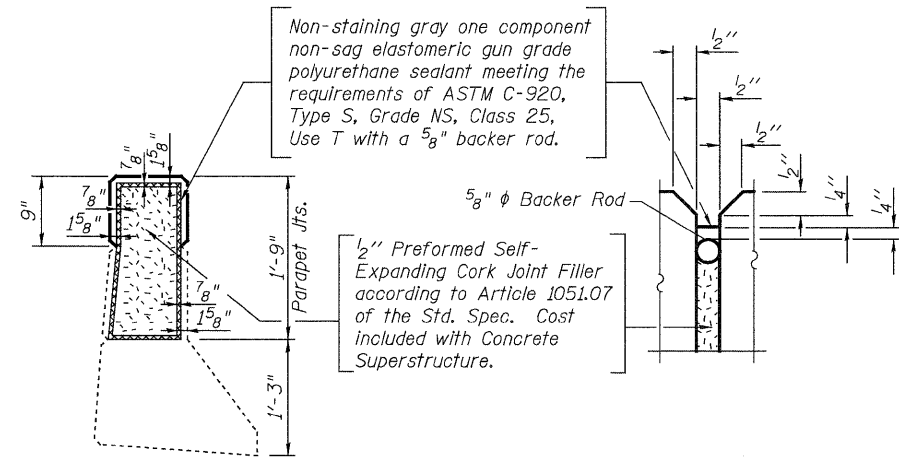 Non-staining gray one component
non-sag elastomeric gun grade
polyurethane sealant meeting the
requirements of ASTM C-920,
Type S, Grade NS, Class 25,
Use T with a 5/8" backer rod.
1/2"
1/2"
1/2"
1/2"
1/4"
1/4"
5/8" φ Backer Rod
7/8"
1 5/8"
9"
7/8"
1 5/8"
1'-9"
Parapet Jts.
7/8"
1 5/8"
1'-3"
1/2" Preformed Self-
Expanding Cork Joint Filler
according to Article 1051.07
of the Std. Spec. Cost
included with Concrete
Superstructure.